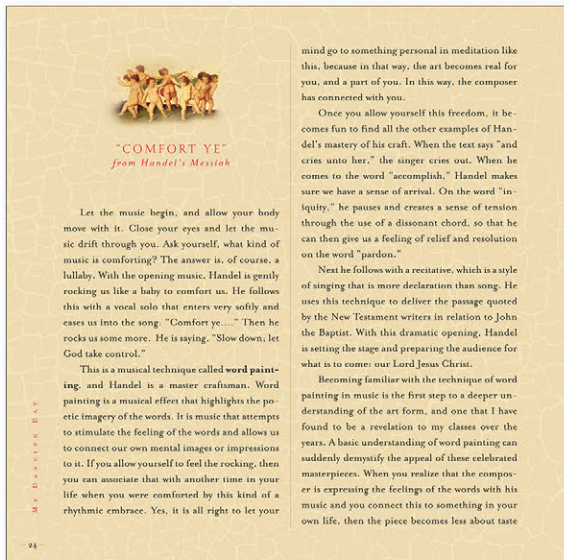 "COMFORT YE"
from Handel's Messiah
Let the music begin, and allow your body
move with it. Close your eyes and let the mu-
sic drift through you. Ask yourself, what kind of
music is comforting? The answer is, of course, a
lullaby. With the opening music, Handel is gently
rocking us like a baby to comfort us. He follows
this with a vocal solo that enters very softly and
eases us into the song: "Comfort ye...." Then he
rocks us some more. He is saying, "Slow down; let
God take control."
This is a musical technique called word paint-
ing, and Handel is a master craftsman. Word
painting is a musical effect that highlights the po-
etic imagery of the words. It is music that attempts
to stimulate the feeling of the words and allows us
to connect our own mental images or impressions
to it. If you allow yourself to feel the rocking, then
you can associate that with another time in your
life when you were comforted by this kind of a
rhythmic embrace. Yes, it is all right to let your
mind go to something personal in meditation like
this, because in that way, the art becomes real for
you, and a part of you. In this way, the composer
has connected with you.
Once you allow yourself this freedom, it be-
comes fun to find all the other examples of Han-
del's mastery of his craft. When the text says "and
cries unto her," the singer cries out. When he
comes to the word "accomplish," Handel makes
sure we have a sense of arrival. On the word "in-
iquity," he pauses and creates a sense of tension
through the use of a dissonant chord, so that he
can then give us a feeling of relief and resolution
on the word "pardon."
Next he follows with a recitative, which is a style
of singing that is more declaration than song. He
uses this technique to deliver the passage quoted
by the New Testament writers in relation to John
the Baptist. With this dramatic opening, Handel
is setting the stage and preparing the audience for
what is to come: our Lord Jesus Christ.
Becoming familiar with the technique of word
painting in music is the first step to a deeper un-
derstanding of the art form, and one that I have
found to be a revelation to my classes over the
years. A basic understanding of word painting can
suddenly demystify the appeal of these celebrated
masterpieces. When you realize that the compos-
er is expressing the feelings of the words with his
music and you connect this to something in your
own life, then the piece becomes less about taste
My Dancing Day
24